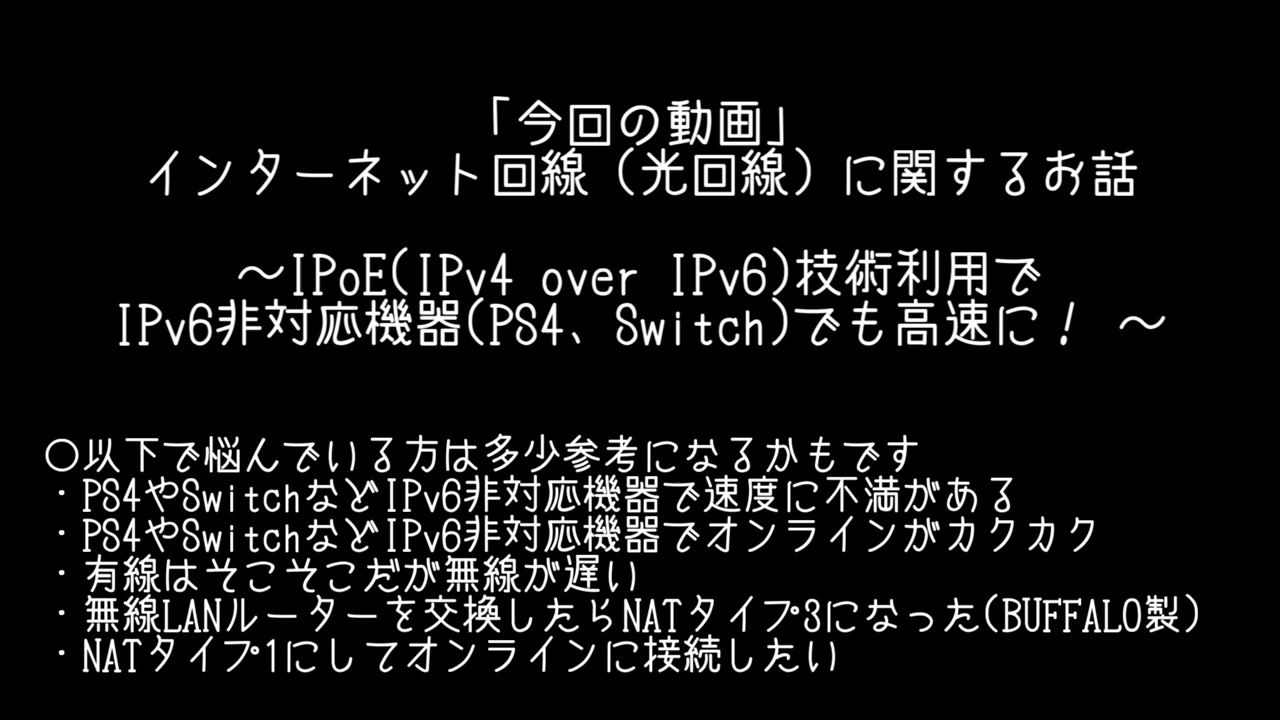 「今回の動画」
インターネット回線（光回線）に関するお話
～IPoE(IPv4 over IPv6)技術利用で
IPv6非対応機器(PS4、Switch)でも高速に！ ～
○以下で悩んでいる方は多少参考になるかもです
・PS4やSwitchなどIPv6非対応機器で速度に不満がある
・PS4やSwitchなどIPv6非対応機器でオンラインがカクカク
・有線はそこそこだが無線が遅い
・無線LANルーターを交換したらNATタイプ3になった(BUFFALO製)
・NATタイプ1にしてオンラインに接続したい